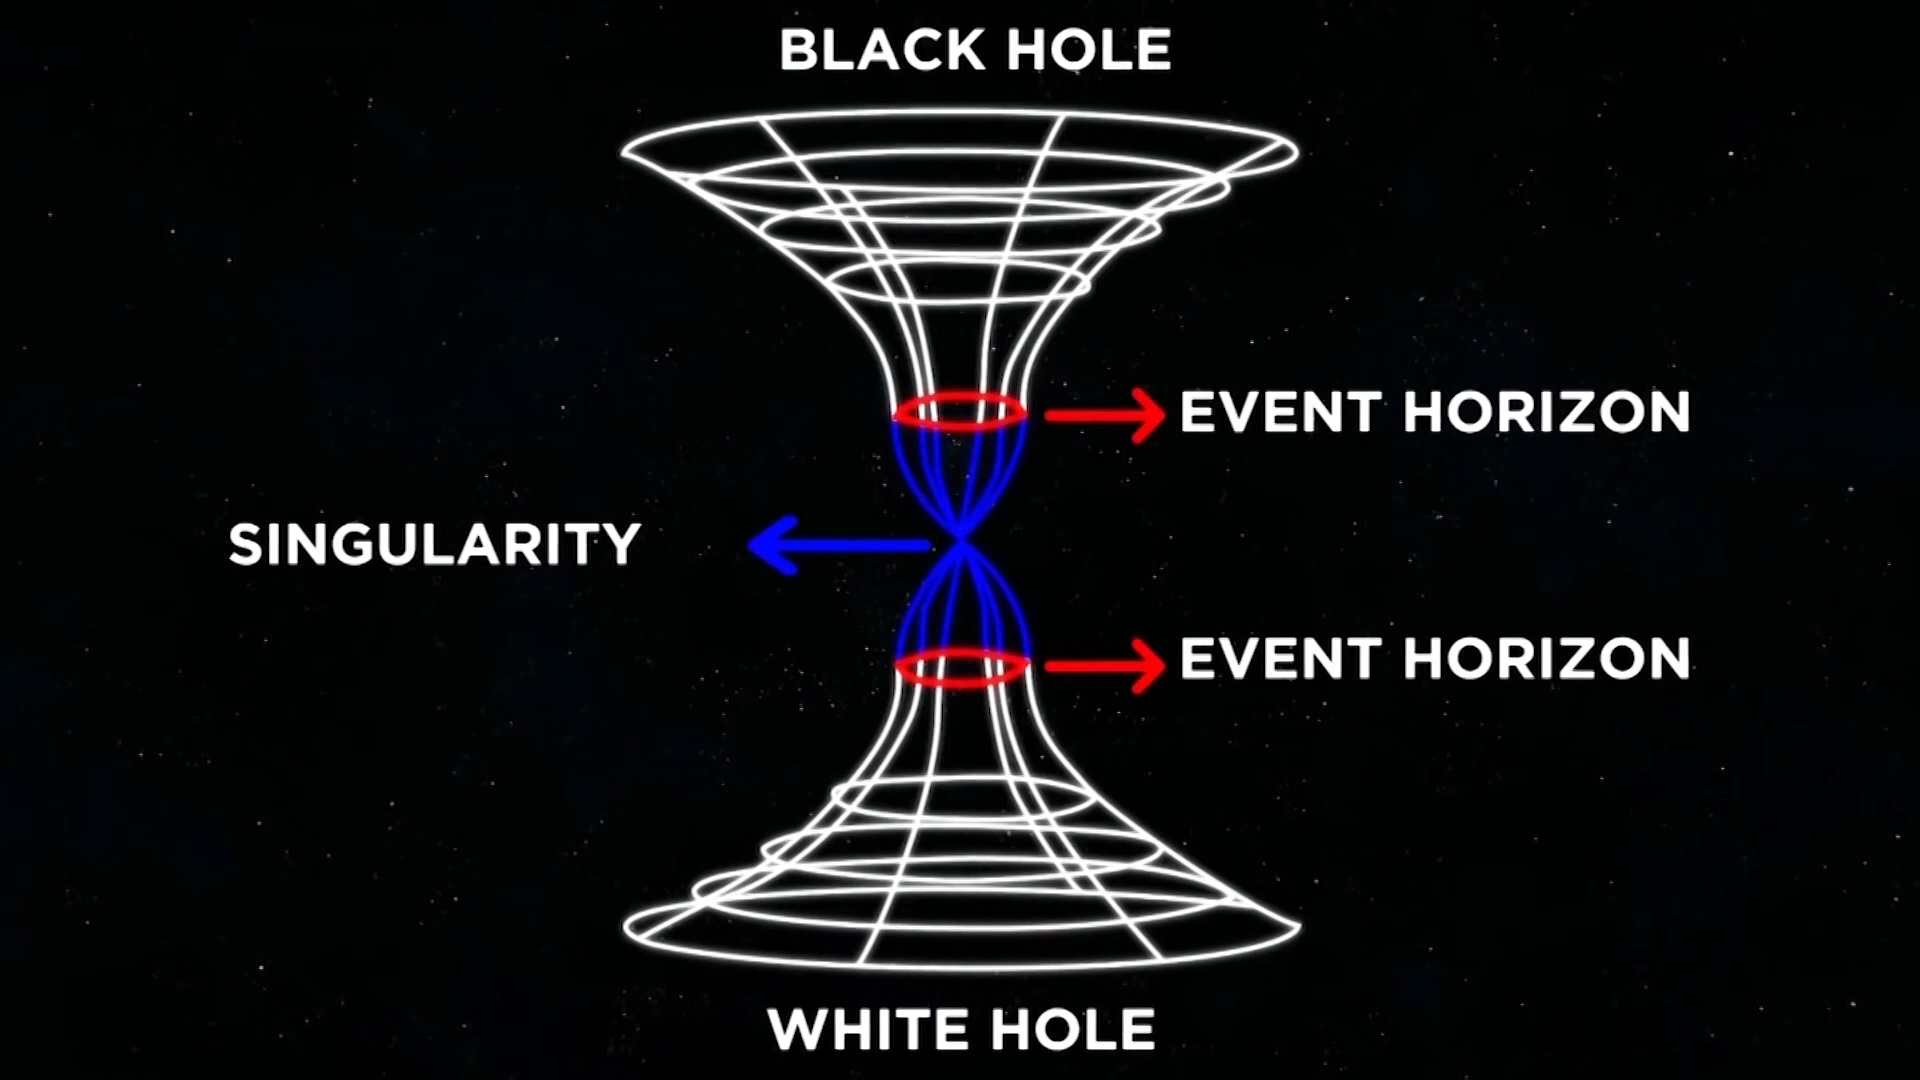 BLACK HOLE
EVENT HORIZON
SINGULARITY
EVENT HORIZON
WHITE HOLE